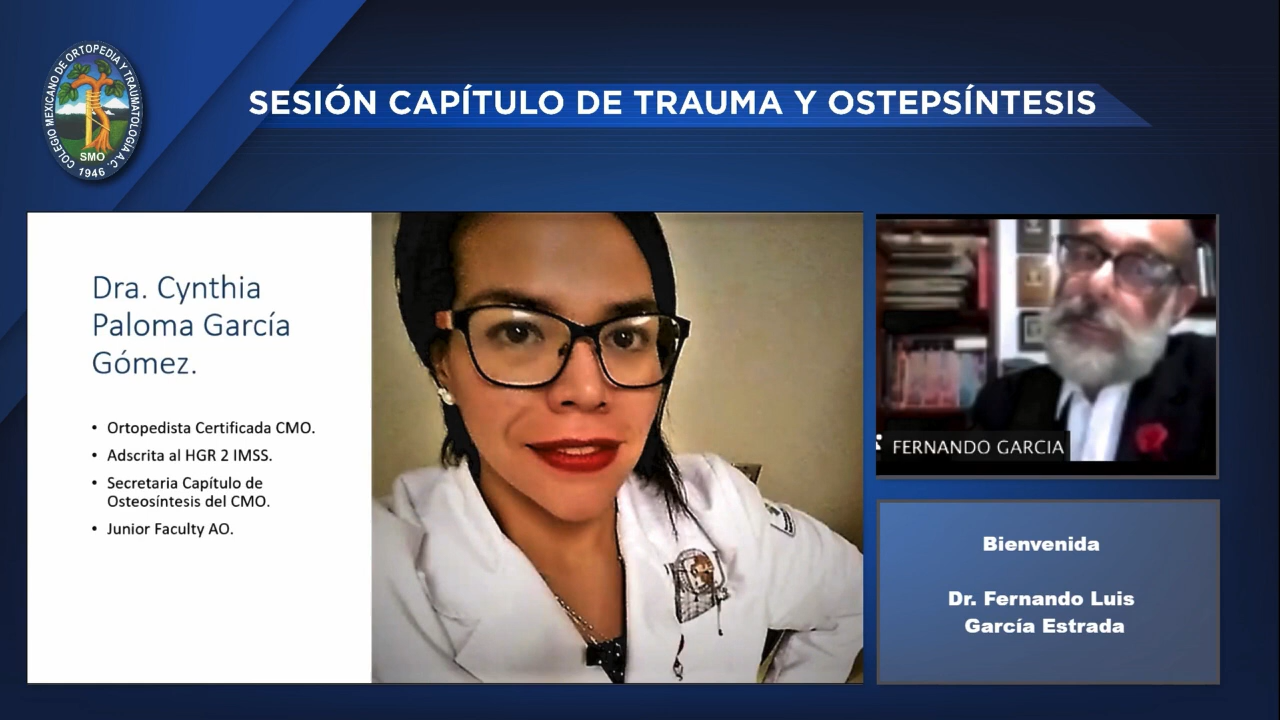 COLEGIO MEXICANO DE ORTOPEDIA Y TRAUMATOLOGIA A.C.
SMO
1946
SESIÓN CAPÍTULO DE TRAUMA Y OSTEPSÍNTESIS
Dra. Cynthia
Paloma García
Gómez.
• Ortopedista Certificada CMO.
• Adscrita al HGR 2 IMSS.
• Secretaria Capítulo de
Osteosíntesis del CMO.
• Junior Faculty AO.
FERNANDO GARCIA
Bienvenida
Dr. Fernando Luis
García Estrada